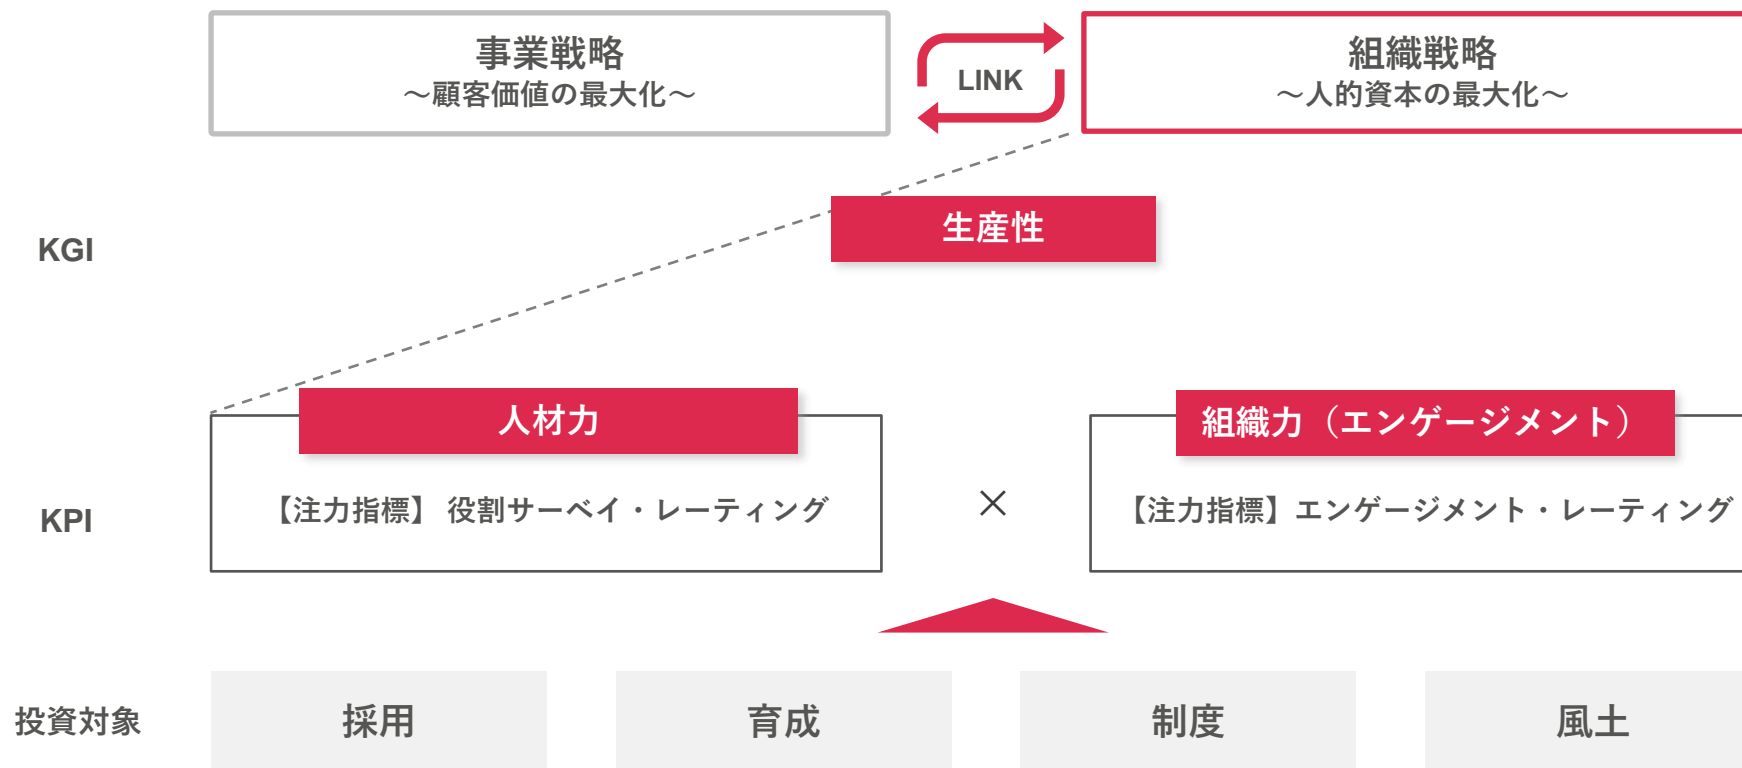 事業戦略
～顧客価値の最大化～
LINK
組織戦略
～人的資本の最大化～
KGI
生産性
KPI
人材力
【注力指標】 役割サーベイ・レーティング
×
組織力（エンゲージメント）
【注力指標】エンゲージメント・レーティング
投資対象
採用
育成
制度
風土